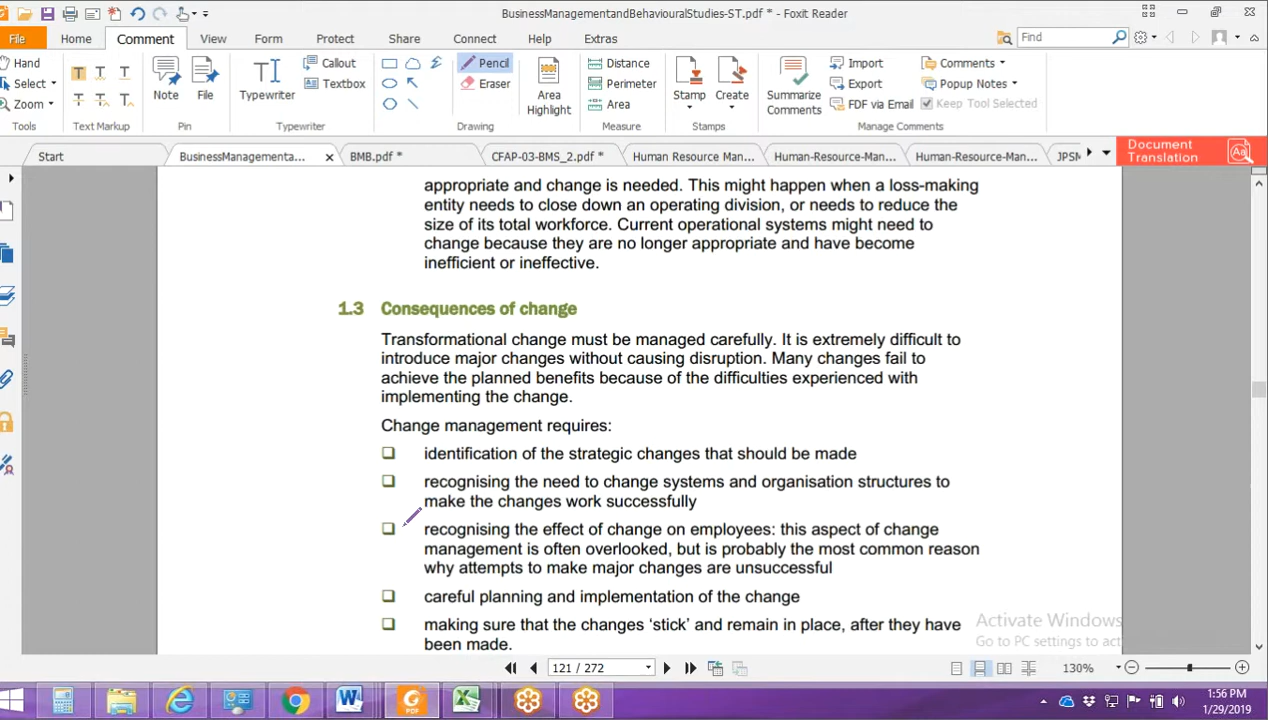 BusinessManagementandBehaviouralStudies-ST.pdf * - Foxit Reader
File Home Comment View Form Protect Share Connect Help Extras Find
Hand
Select
Zoom
Tools
Text Markup
Note
File
Pin
Typewriter
Callout
Textbox
Typewriter
Pencil
Eraser
Area
Highlight
Drawing
Distance
Perimeter
Area
Measure
Stamp
Create
Stamps
Summarize
Comments
Import
Export
FDF via Email
Comments
Popup Notes
Keep Tool Selected
Manage Comments
Start BusinessManagementa... BMB.pdf * CFAP-03-BMS_2.pdf * Human Resource Man... Human-Resource-Man... Human-Resource-Man... JPSM
Document
Translation
appropriate and change is needed. This might happen when a loss-making
entity needs to close down an operating division, or needs to reduce the
size of its total workforce. Current operational systems might need to
change because they are no longer appropriate and have become
inefficient or ineffective.
1.3 Consequences of change
Transformational change must be managed carefully. It is extremely difficult to
introduce major changes without causing disruption. Many changes fail to
achieve the planned benefits because of the difficulties experienced with
implementing the change.
Change management requires:
❑ identification of the strategic changes that should be made
❑ recognising the need to change systems and organisation structures to
make the changes work successfully
❑ recognising the effect of change on employees: this aspect of change
management is often overlooked, but is probably the most common reason
why attempts to make major changes are unsuccessful
❑ careful planning and implementation of the change
❑ making sure that the changes ‘stick’ and remain in place, after they have
been made.
Activate Windows
Go to PC settings to act
121 / 272 130%
1:56 PM
1/29/2019